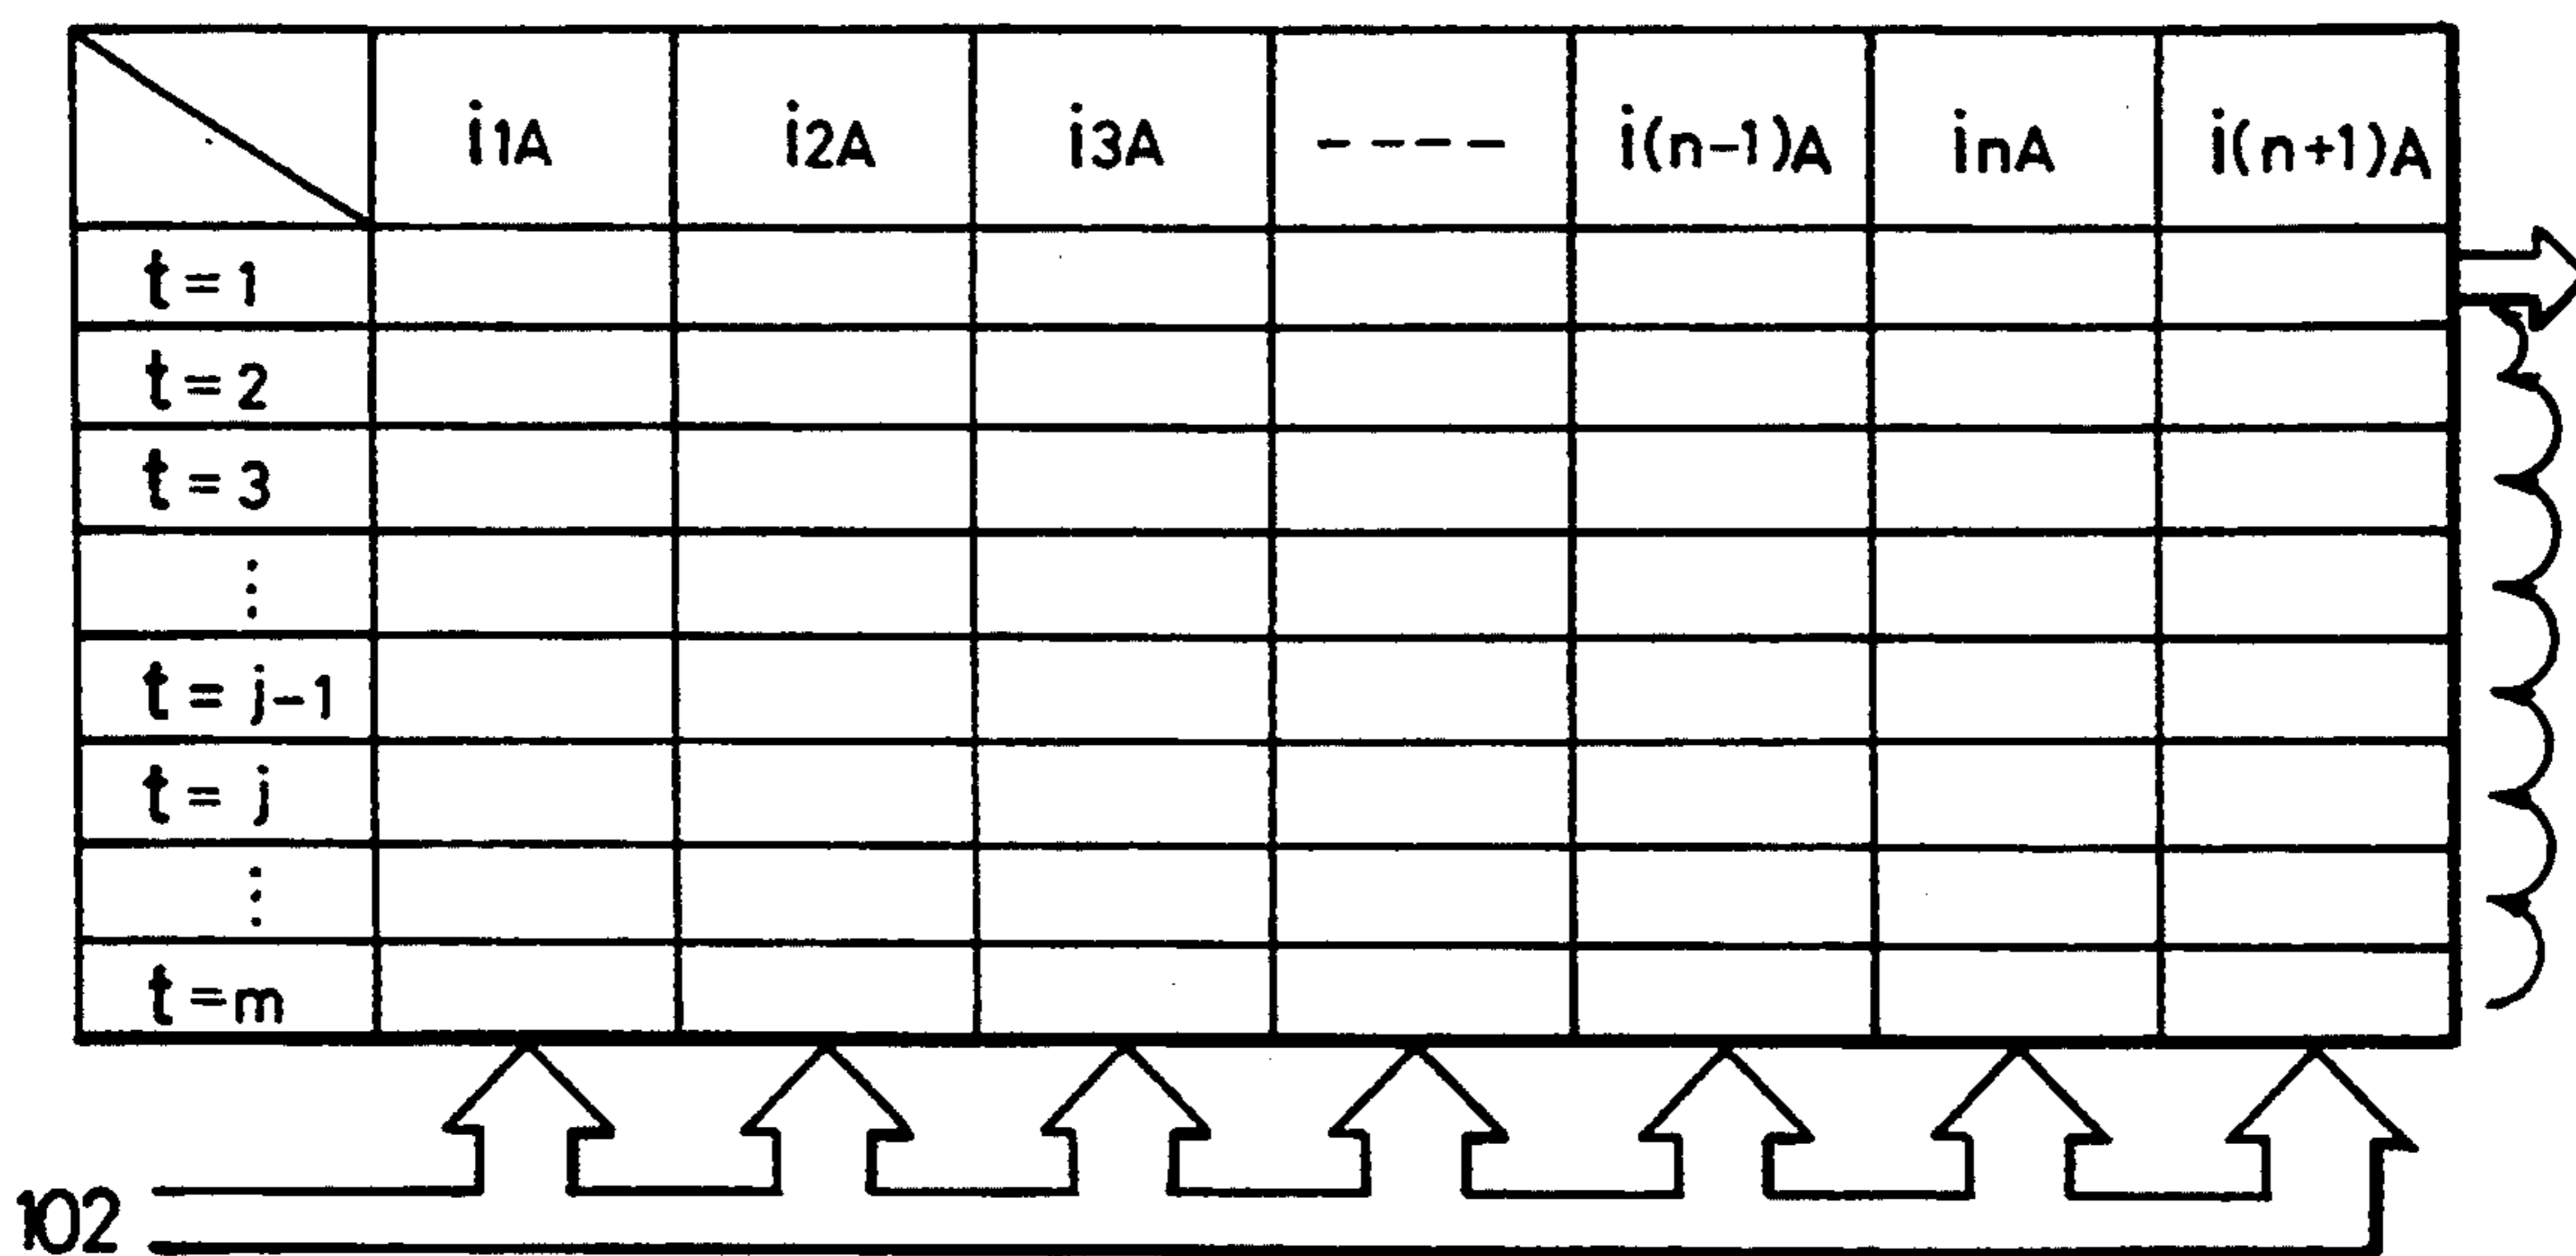 i1A i2A i3A ---- i(n-1)A inA i(n+1)A
t=1
t=2
t=3
⋮
t=j-1
t=j
⋮
t=m
102